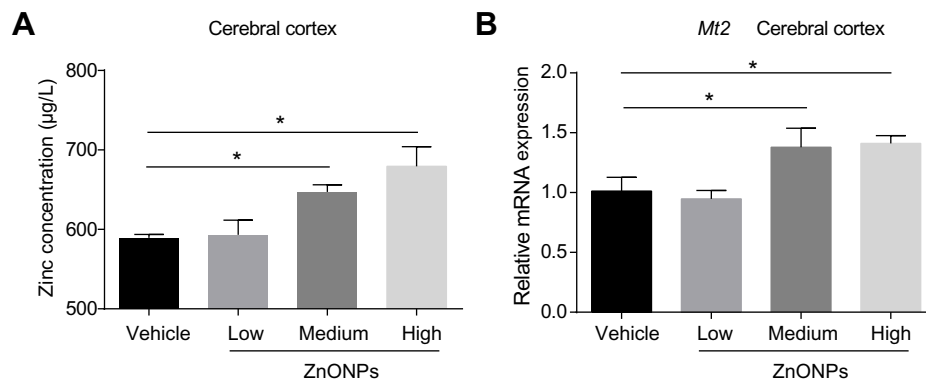 A
Cerebral cortex
Zinc concentration (µg/L)
800
700
600
500
*
*
Vehicle Low Medium High
ZnONPs
B
Mt2 Cerebral cortex
Relative mRNA expression
2.0
1.5
1.0
0.5
0.0
*
*
Vehicle Low Medium High
ZnONPs